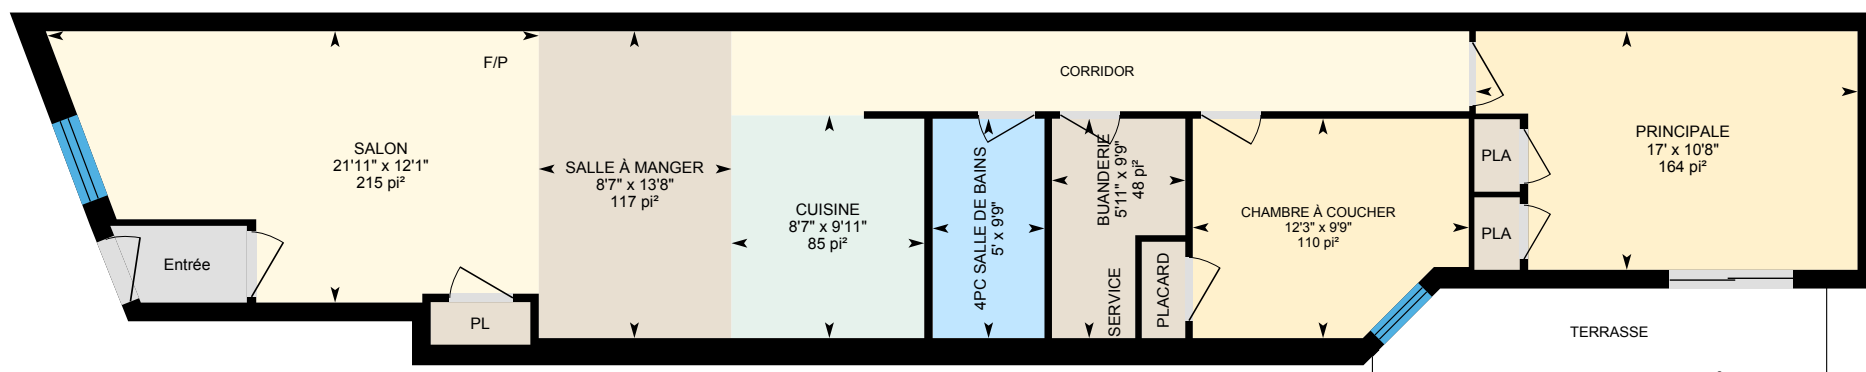 F/P
SALON
21'11" x 12'1"
215 pi²
Entrée
PL
SALLE À MANGER
8'7" x 13'8"
117 pi²
CORRIDOR
CUISINE
8'7" x 9'11"
85 pi²
4PC SALLE DE BAINS
5' x 9'9"
BUANDERIE
5'11" x 9'9"
48 pi²
SERVICE
PLACARD
CHAMBRE À COUCHER
12'3" x 9'9"
110 pi²
PLA
PLA
PRINCIPALE
17' x 10'8"
164 pi²
TERRASSE